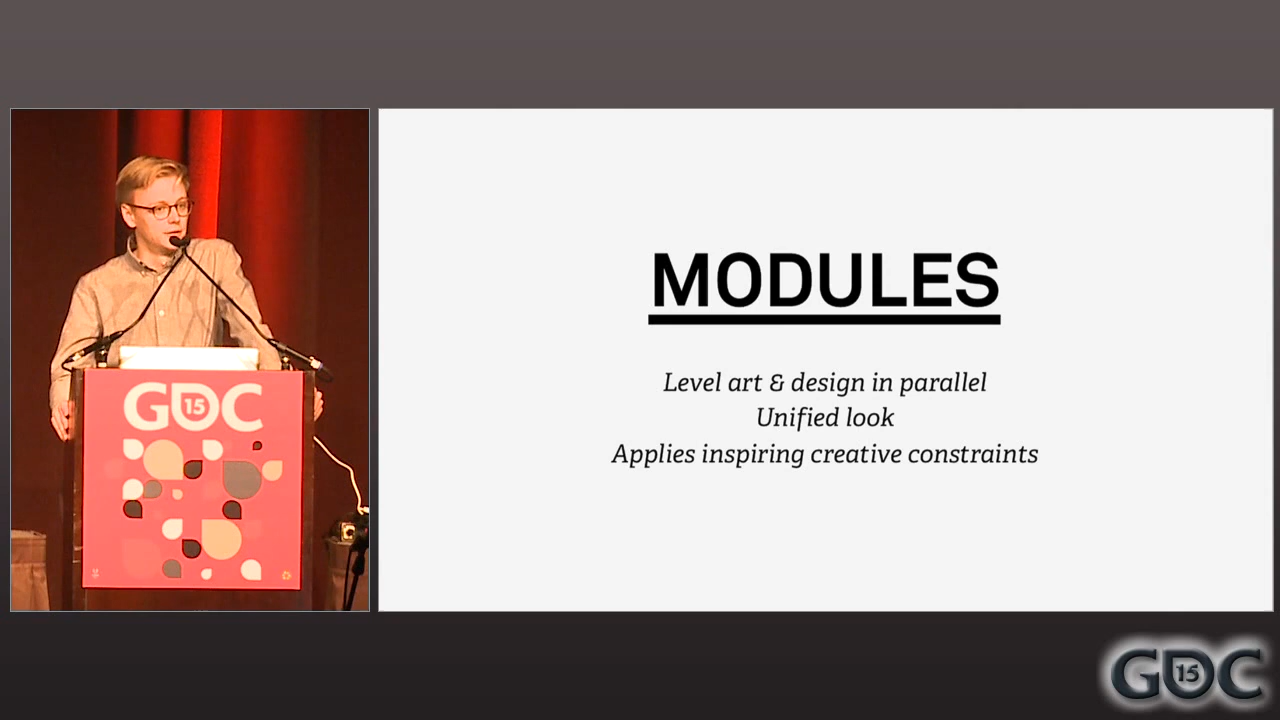 GDC
15
MODULES
Level art & design in parallel
Unified look
Applies inspiring creative constraints
GDC
15